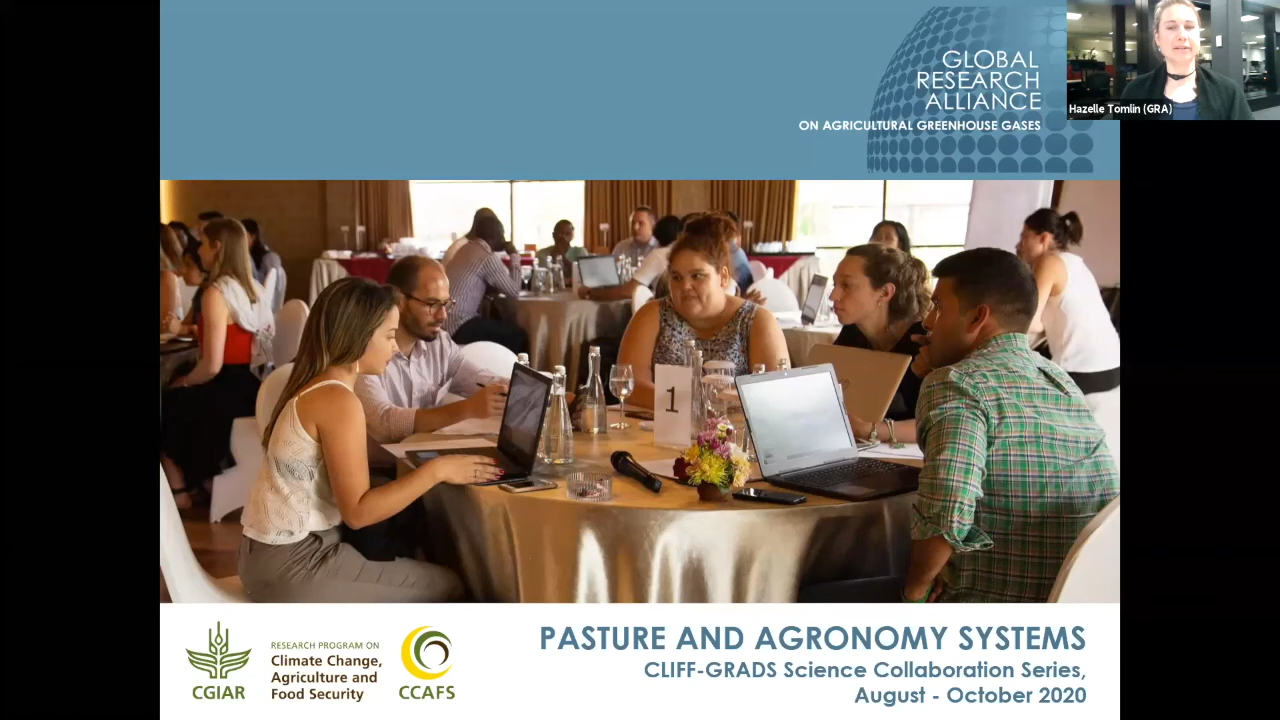 GLOBAL
RESEARCH
ALLIANCE
ON AGRICULTURAL GREENHOUSE GASES
Hazelle Tomlin (GRA)
1
PASTURE AND AGRONOMY SYSTEMS
CLIFF-GRADS Science Collaboration Series,
August - October 2020
CGIAR
RESEARCH PROGRAM ON
Climate Change,
Agriculture and
Food Security
CCAFS